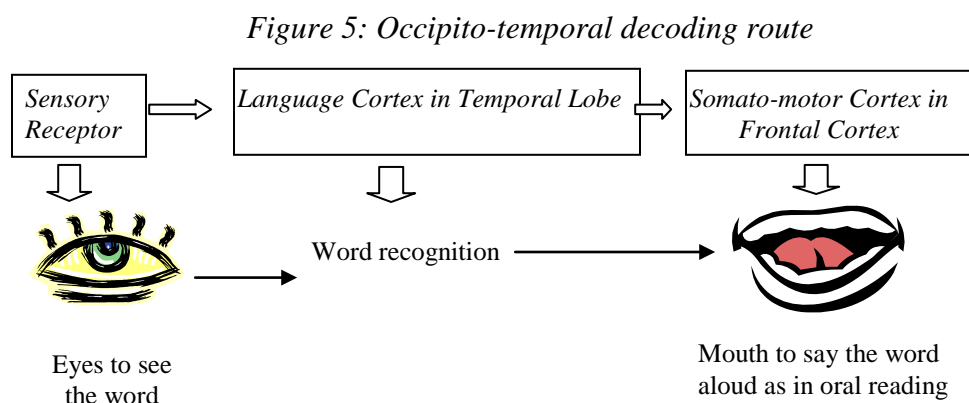 Figure 5: Occipito-temporal decoding route
Sensory
Receptor
Language Cortex in Temporal Lobe
Somato-motor Cortex in
Frontal Cortex
Word recognition
Eyes to see
the word
Mouth to say the word
aloud as in oral reading